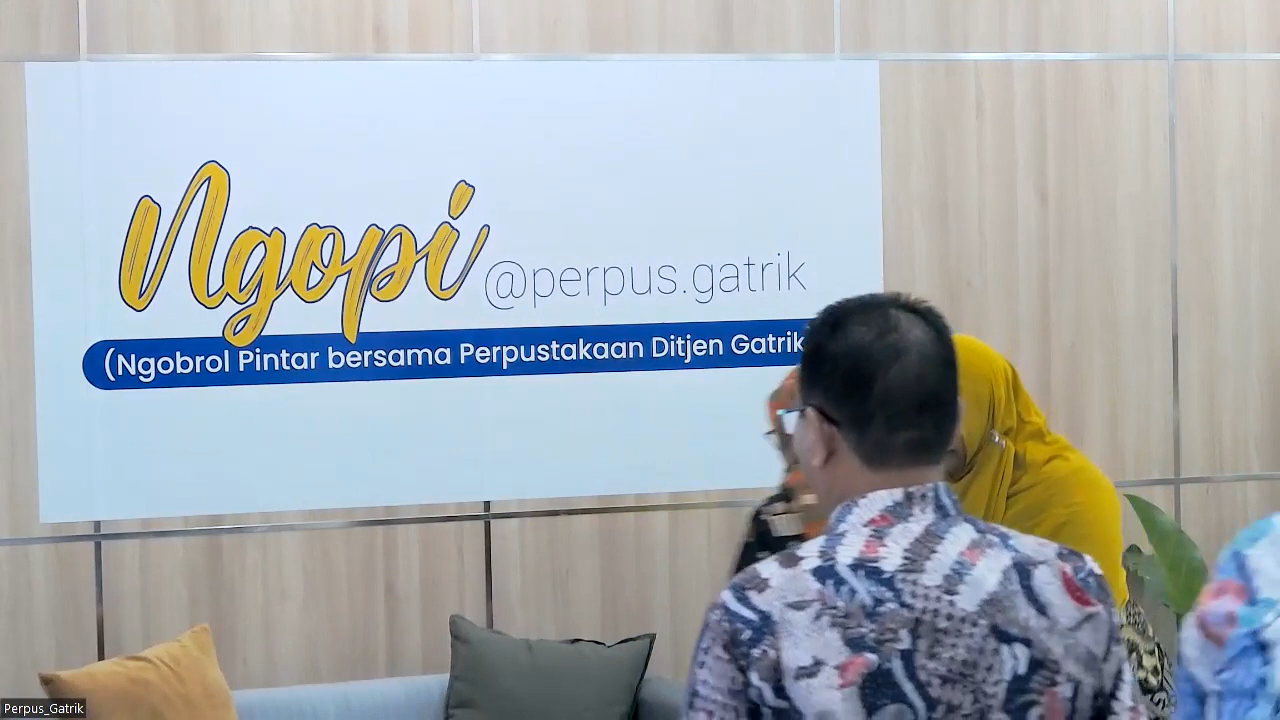 Ngopi @perpus.gatrik
(Ngobrol Pintar bersama Perpustakaan Ditjen Gatrik
Perpus_Gatrik